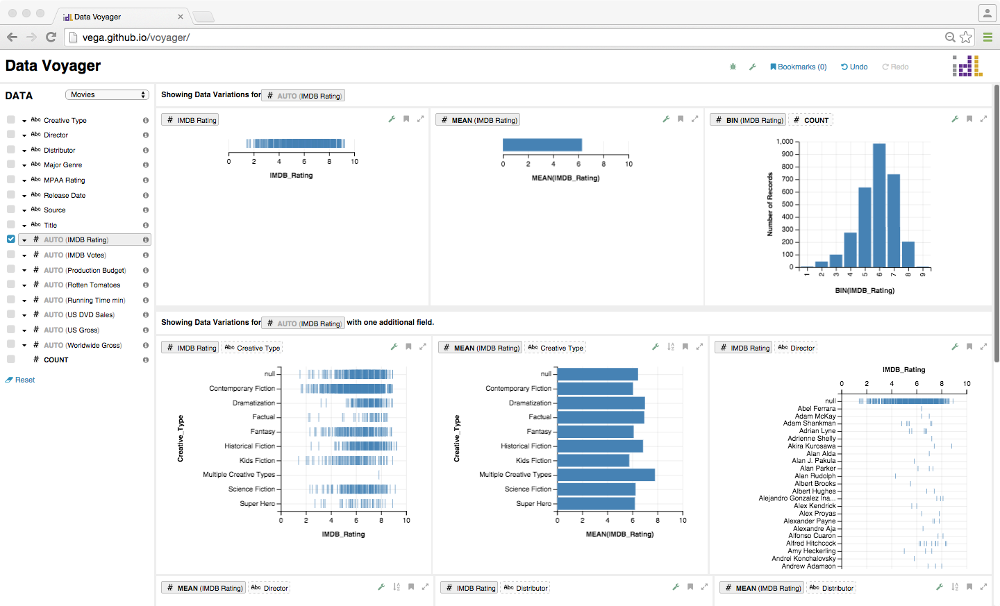 idL Data Voyager
vega.github.io/voyager/
Data Voyager
Bookmarks (0) Undo Redo
idL
DATA Movies
Abc Creative Type
Abc Director
Abc Distributor
Abc Major Genre
Abc MPAA Rating
Abc Release Date
Abc Source
Abc Title
# AUTO (IMDB Rating)
# AUTO (IMDB Votes)
# AUTO (Production Budget)
# AUTO (Rotten Tomatoes
# AUTO (Running Time min)
# AUTO (US DVD Sales)
# AUTO (US Gross)
# AUTO (Worldwide Gross)
# COUNT
Reset
Showing Data Variations for # AUTO (IMDB Rating)
# IMDB Rating
0 2 4 6 8 10
IMDB_Rating
# MEAN (IMDB Rating)
0 2 4 6 8 10
MEAN(IMDB_Rating)
# BIN (IMDB Rating) # COUNT
Number of Records
1,000
900
800
700
600
500
400
300
200
100
0
1 2 3 4 5 6 7 8 9
BIN(IMDB_Rating)
Showing Data Variations for # AUTO (IMDB Rating) with one additional field.
# IMDB Rating Abc Creative Type
Creative_Type
null
Contemporary Fiction
Dramatization
Factual
Fantasy
Historical Fiction
Kids Fiction
Multiple Creative Types
Science Fiction
Super Hero
0 2 4 6 8 10
IMDB_Rating
# MEAN (IMDB Rating) Abc Creative Type
Creative_Type
null
Contemporary Fiction
Dramatization
Factual
Fantasy
Historical Fiction
Kids Fiction
Multiple Creative Types
Science Fiction
Super Hero
0 2 4 6 8 10
MEAN(IMDB_Rating)
# IMDB Rating Abc Director
IMDB_Rating
0 2 4 6 8 10
null
Abel Ferrara
Adam McKay
Adam Shankman
Adrian Lyne
Adrienne Shelly
Akira Kurosawa
Alan Alda
Alan J. Pakula
Alan Parker
Alan Rudolph
Albert Brooks
Albert Hughes
Alejandro Gonzalez Ina...
Alex Kendrick
Alex Proyas
Alexander Payne
Alexandre Aja
Alfonso Cuaron
Alfred Hitchcock
Amy Heckerling
Andrei Konchalovsky
Andrew Adamson
# MEAN (IMDB Rating) Abc Director
# IMDB Rating Abc Distributor
# MEAN (IMDB Rating) Abc Distributor